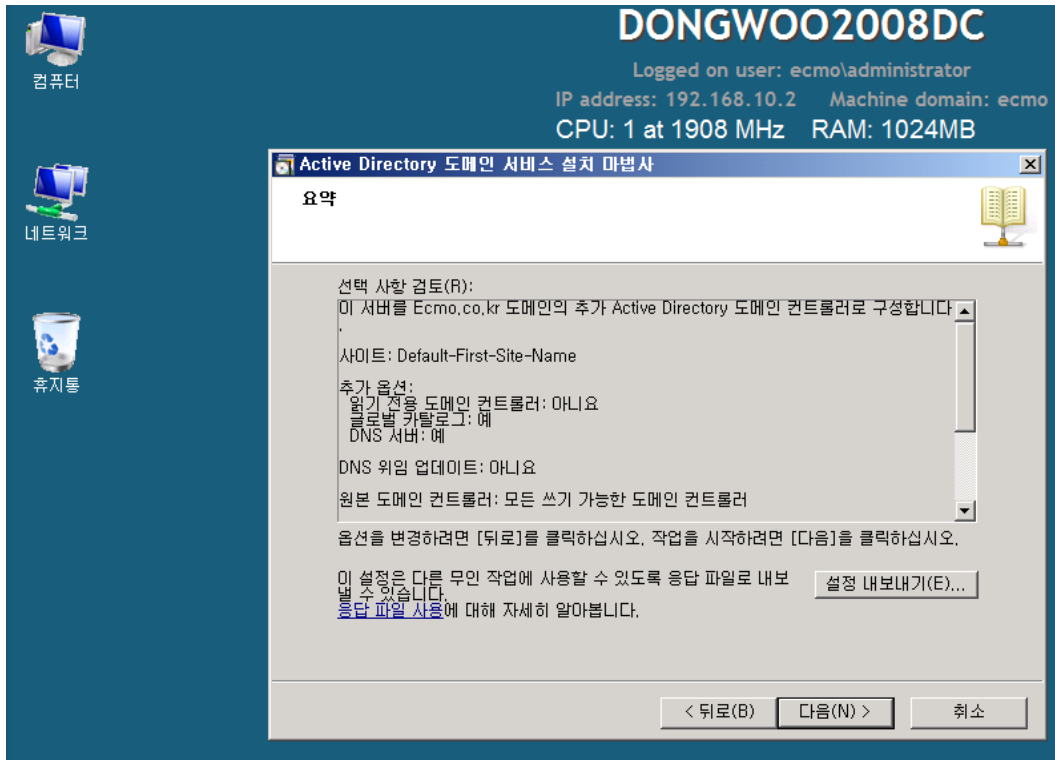 컴퓨터
네트워크
휴지통
DONGWOO2008DC
Logged on user: ecmo\administrator
IP address: 192.168.10.2 Machine domain: ecmo
CPU: 1 at 1908 MHz RAM: 1024MB
Active Directory 도메인 서비스 설치 마법사
요약
선택 사항 검토(R):
이 서버를 Ecmo.co.kr 도메인의 추가 Active Directory 도메인 컨트롤러로 구성합니다
.
사이트: Default-First-Site-Name
추가 옵션:
읽기 전용 도메인 컨트롤러: 아니요
글로벌 카탈로그: 예
DNS 서버: 예
DNS 위임 업데이트: 아니요
원본 도메인 컨트롤러: 모든 쓰기 가능한 도메인 컨트롤러
옵션을 변경하려면 [뒤로]를 클릭하십시오. 작업을 시작하려면 [다음]을 클릭하십시오.
이 설정은 다른 무인 작업에 사용할 수 있도록 응답 파일로 내보
낼 수 있습니다.
응답 파일 사용에 대해 자세히 알아봅니다.
설정 내보내기(E)...
< 뒤로(B) 다음(N) > 취소